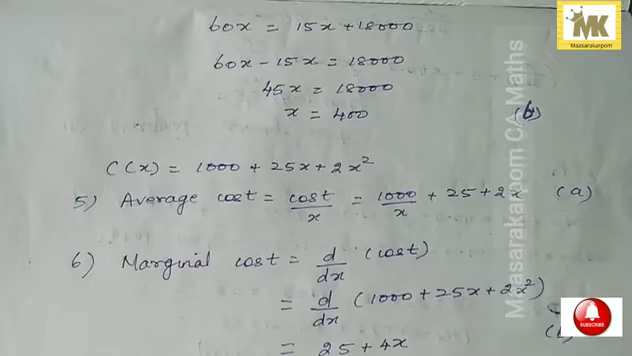 60x = 15x + 18000
MK
Maasarakarpom
60x - 15x = 18000
45x = 18000
x = 400 (b)
C(x) = 1000 + 25x + 2x²
5) Average cost = cost/x = 1000/x + 25 + 2x (a)
6) Marginal cost = d/dx (cost)
= d/dx (1000 + 25x + 2x²)
= 25 + 4x
Maasarakarpom CA Maths
SUBSCRIBE